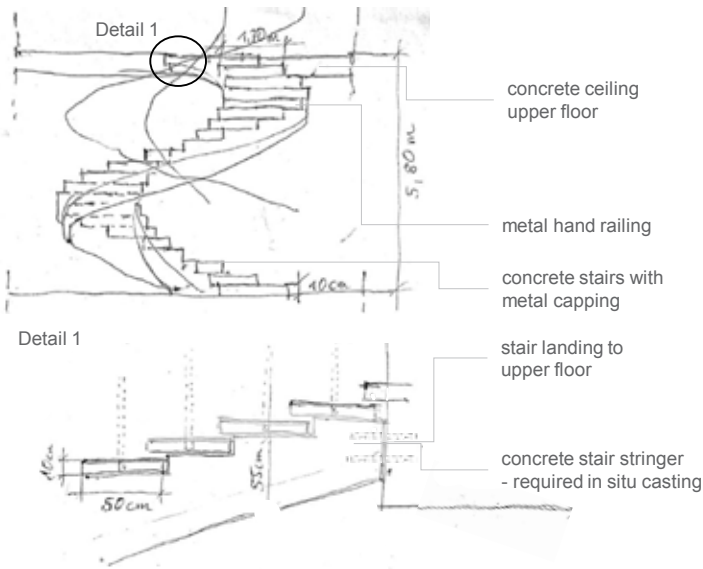 Detail 1
1,20m
concrete ceiling
upper floor
5,80 m
metal hand railing
concrete stairs with
metal capping
10cm
Detail 1
stair landing to
upper floor
concrete stair stringer
- required in situ casting
10cm
50cm
55cm